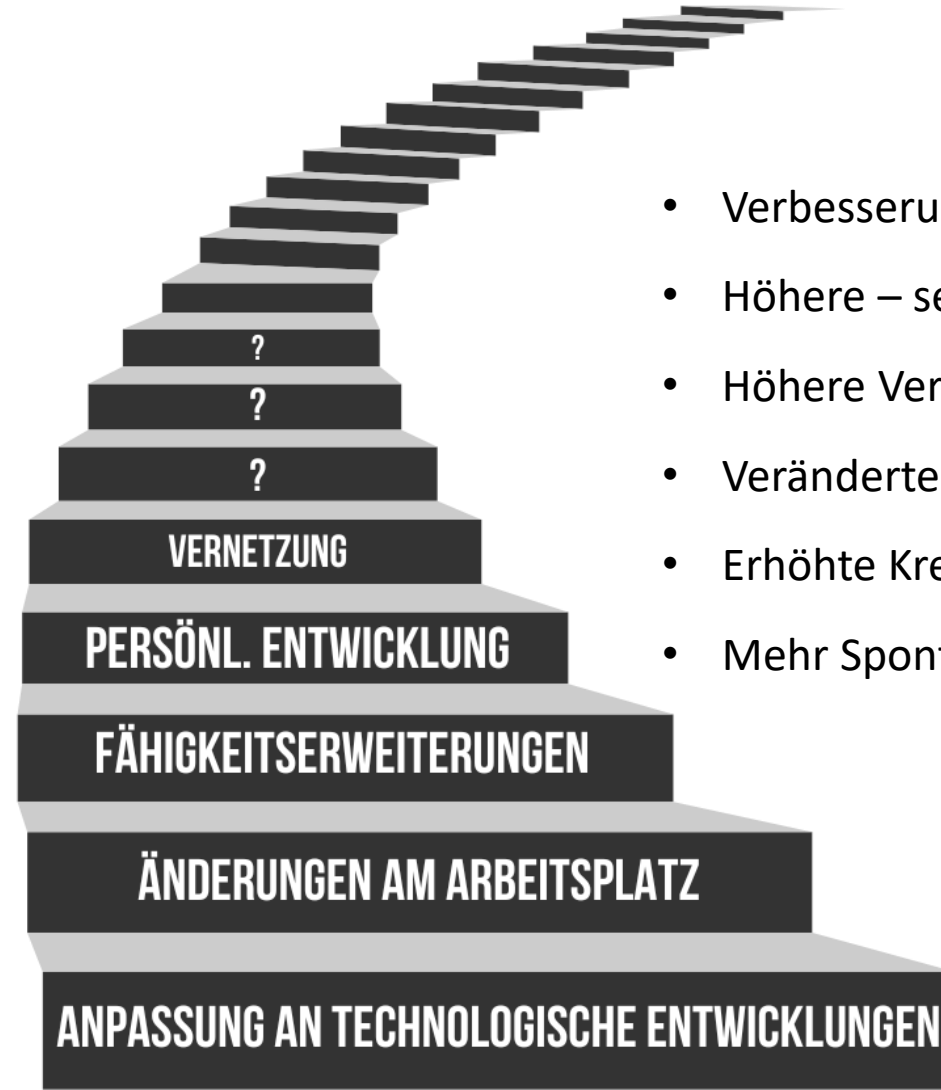 ?
?
?
VERNETZUNG
PERSÖNL. ENTWICKLUNG
FÄHIGKEITSERWEITERUNGEN
ÄNDERUNGEN AM ARBEITSPLATZ
ANPASSUNG AN TECHNOLOGISCHE ENTWICKLUNGEN
• Verbesseru
• Höhere – se
• Höhere Ver
• Veränderte
• Erhöhte Kre
• Mehr Spont